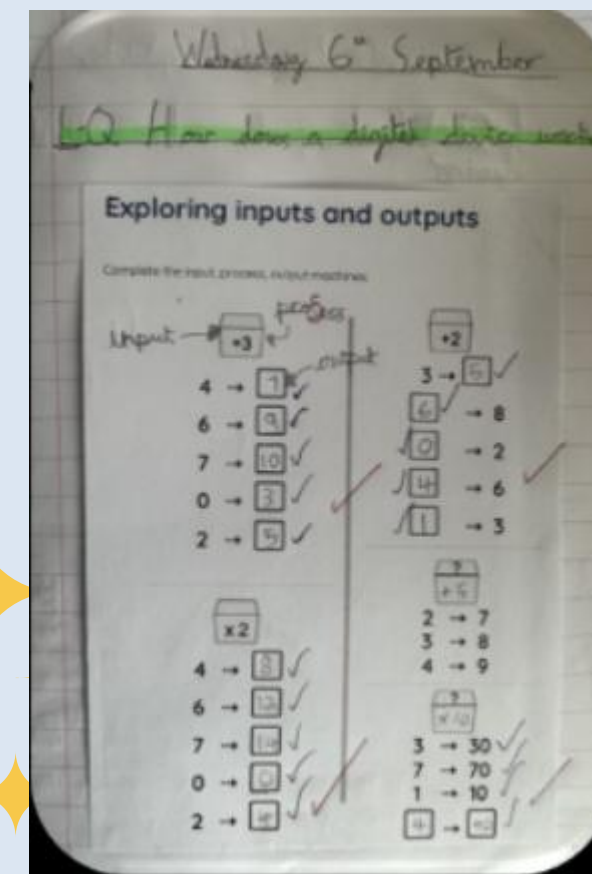 Wednesday 6th September
LQ How does a digital device work
Exploring inputs and outputs
Complete the input, process, output machines.
input
process
+3
output
4 → 7
6 → 9
7 → 10
0 → 3
2 → 5
x2
4 → 8
6 → 12
7 → 14
0 → 0
2 → 4
+2
3 → 5
6 → 8
0 → 2
4 → 6
1 → 3
?
+5
2 → 7
3 → 8
4 → 9
?
x10
3 → 30
7 → 70
1 → 10
4 →